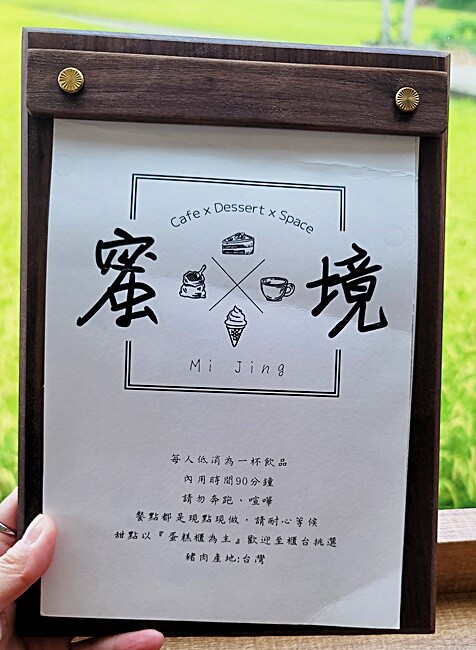 Cafe x Dessert x Space
蜜境
Mi Jing
每人低消為一杯飲品
內用時間90分鐘
請勿奔跑、喧嘩
餐點都是現點現做，請耐心等候
甜點以『蛋糕櫃為主』歡迎至櫃台挑選
豬肉產地:台灣